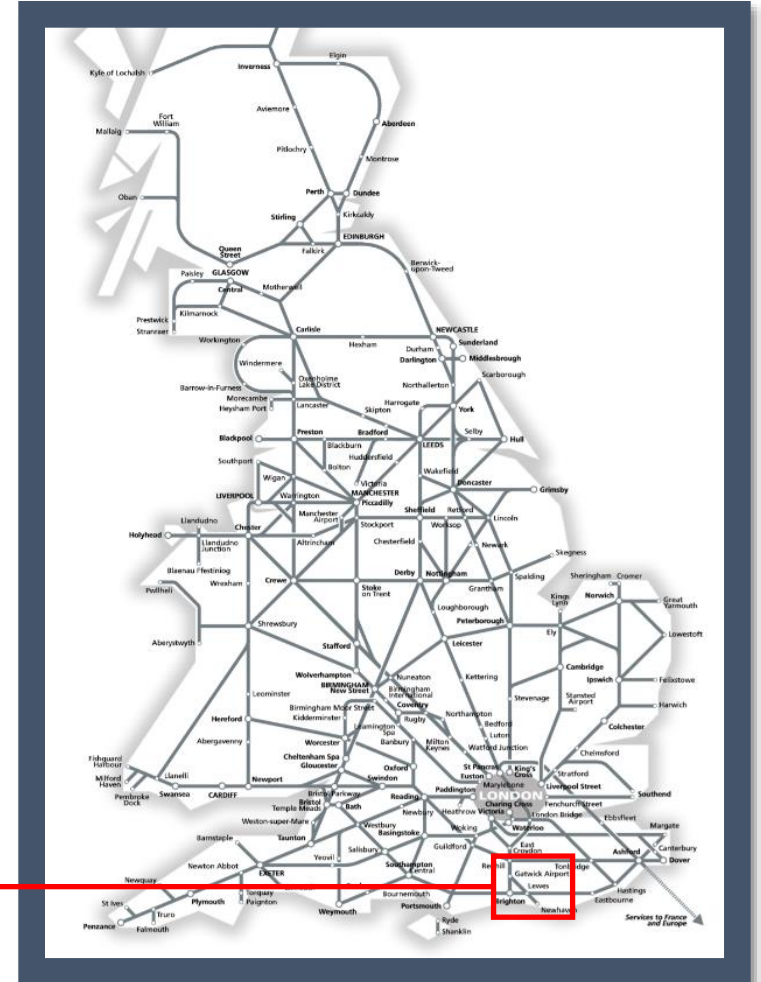 Elgin
Inverness
Kyle of Lochalsh
Aviemore
Fort
William
Mallaig
Aberdeen
Pitlochry
Montrose
Perth
Dundee
Oban
Kirkcaldy
Stirling
EDINBURGH
Queen
Street
Falkirk
Berwick-
upon-Tweed
Paisley
GLASGOW
Central
Motherwell
Prestwick
Kilmarnock
Stranraer
Carlisle
NEWCASTLE
Workington
Hexham
Sunderland
Durham
Darlington
Middlesbrough
Windermere
Scarborough
Oxenholme
Lake District
Barrow-in-Furness
Northallerton
Morecambe
Heysham Port
Lancaster
Harrogate
York
Skipton
Blackpool
Preston
Bradford
Selby
Hull
Blackburn
LEEDS
Huddersfield
Southport
Bolton
Wakefield
Wigan
Victoria
MANCHESTER
Piccadilly
Doncaster
Grimsby
LIVERPOOL
Warrington
Manchester
Airport
Sheffield
Retford
Llandudno
Stockport
Worksop
Lincoln
Holyhead
Chester
Llandudno
Junction
Altrincham
Chesterfield
Newark
Skegness
Blaenau Ffestiniog
Derby
Nottingham
Pwllheli
Wrexham
Crewe
Stoke
on Trent
Grantham
Spalding
Sheringham
Cromer
Kings
Lynn
Norwich
Great
Yarmouth
Loughborough
Peterborough
Shrewsbury
Ely
Lowestoft
Aberystwyth
Stafford
Leicester
Wolverhampton
Cambridge
BIRMINGHAM
New Street
Nuneaton
Birmingham
International
Kettering
Ipswich
Felixstowe
Leominster
Coventry
Stevenage
Stansted
Airport
Harwich
Birmingham Moor Street
Kidderminster
Rugby
Northampton
Hereford
Leamington
Spa
Bedford
Colchester
Abergavenny
Worcester
Banbury
Milton
Keynes
Luton
Watford Junction
Chelmsford
Cheltenham Spa
Gloucester
Fishguard
Harbour
Oxford
St Pancras
Euston
King's
Cross
Stratford
Milford
Haven
Llanelli
Newport
Swindon
Marylebone
Liverpool Street
Pembroke
Dock
Swansea
CARDIFF
Bristol Parkway
Reading
Paddington
LONDON
Southend
Bristol
Temple Meads
Bath
Newbury
Heathrow
Victoria
Charing Cross
Fenchurch Street
London Bridge
Weston-super-Mare
Ebbsfleet
Westbury
Waterloo
Margate
Barnstaple
Taunton
Basingstoke
Woking
East
Croydon
Canterbury
Newton Abbot
Yeovil
Salisbury
Guildford
Ashford
Dover
EXETER
Southampton
Central
Redhill
Tonbridge
Gatwick Airport
Newquay
Torquay
Paignton
Lewes
Hastings
St Ives
Plymouth
Bournemouth
Portsmouth
Brighton
Eastbourne
Truro
Weymouth
Newhaven
Penzance
Falmouth
Ryde
Shanklin
Services to France
and Europe